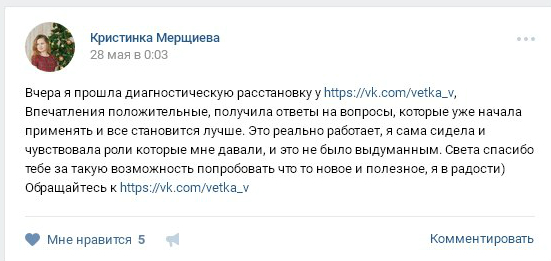 Кристинка Мерщиева
28 мая в 0:03
Вчера я прошла диагностическую расстановку у https://vk.com/vetka_v,
Впечатления положительные, получила ответы на вопросы, которые уже начала
применять и все становится лучше. Это реально работает, я сама сидела и
чувствовала роли которые мне давали, и это не было выдуманным. Света спасибо
тебе за такую возможность попробовать что то новое и полезное, я в радости)
Обращайтесь к https://vk.com/vetka_v
Мне нравится 5
Комментировать